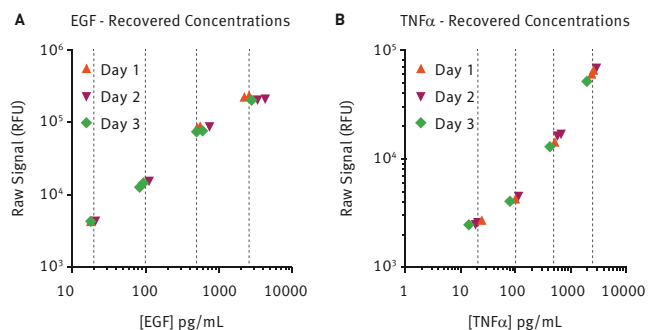 A
EGF - Recovered Concentrations
Raw Signal (RFU)
10⁶
10⁵
10⁴
10³
Day 1
Day 2
Day 3
10
100
1000
10000
[EGF] pg/mL
B
TNFα - Recovered Concentrations
Raw Signal (RFU)
10⁵
10⁴
10³
Day 1
Day 2
Day 3
1
10
100
1000
10000
[TNFα] pg/mL